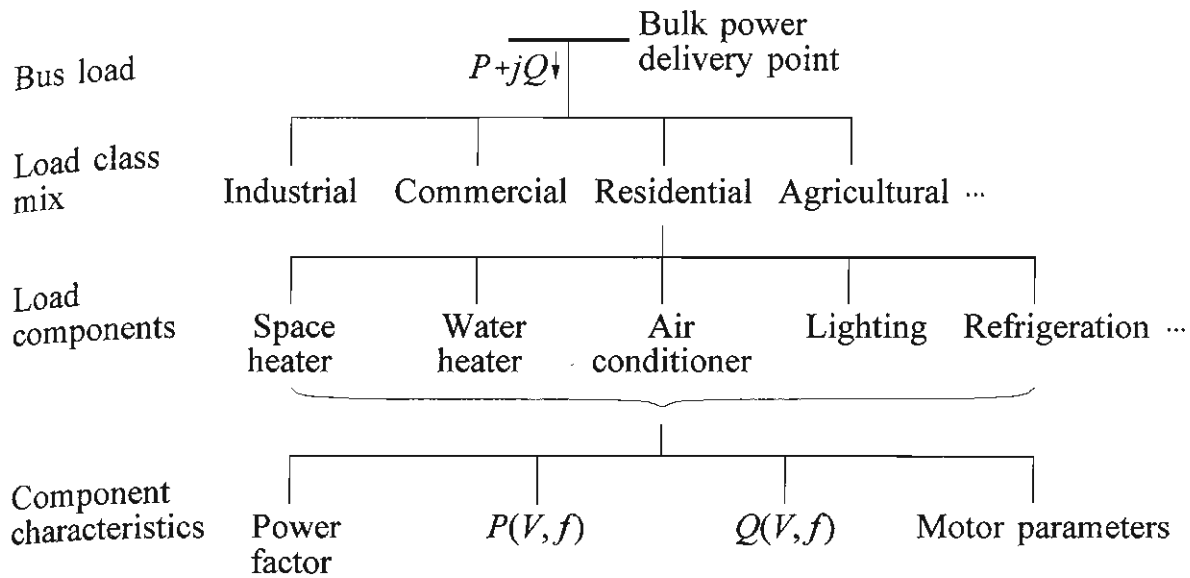 Bulk power
delivery point
Bus load
P+jQ
Load class
mix
Industrial Commercial Residential Agricultural ...
Load
components
Space
heater
Water
heater
Air
conditioner
Lighting
Refrigeration ...
Component
characteristics
Power
factor
P(V,f)
Q(V,f)
Motor parameters